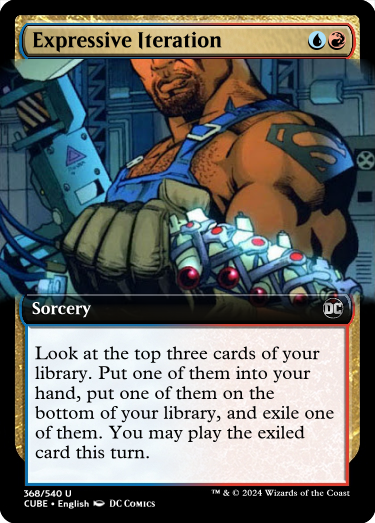 Expressive Iteration
Sorcery
DC
Look at the top three cards of your
library. Put one of them into your
hand, put one of them on the
bottom of your library, and exile one
of them. You may play the exiled
card this turn.
368/540 U
CUBE • English DC Comics
™ & © 2024 Wizards of the Coast